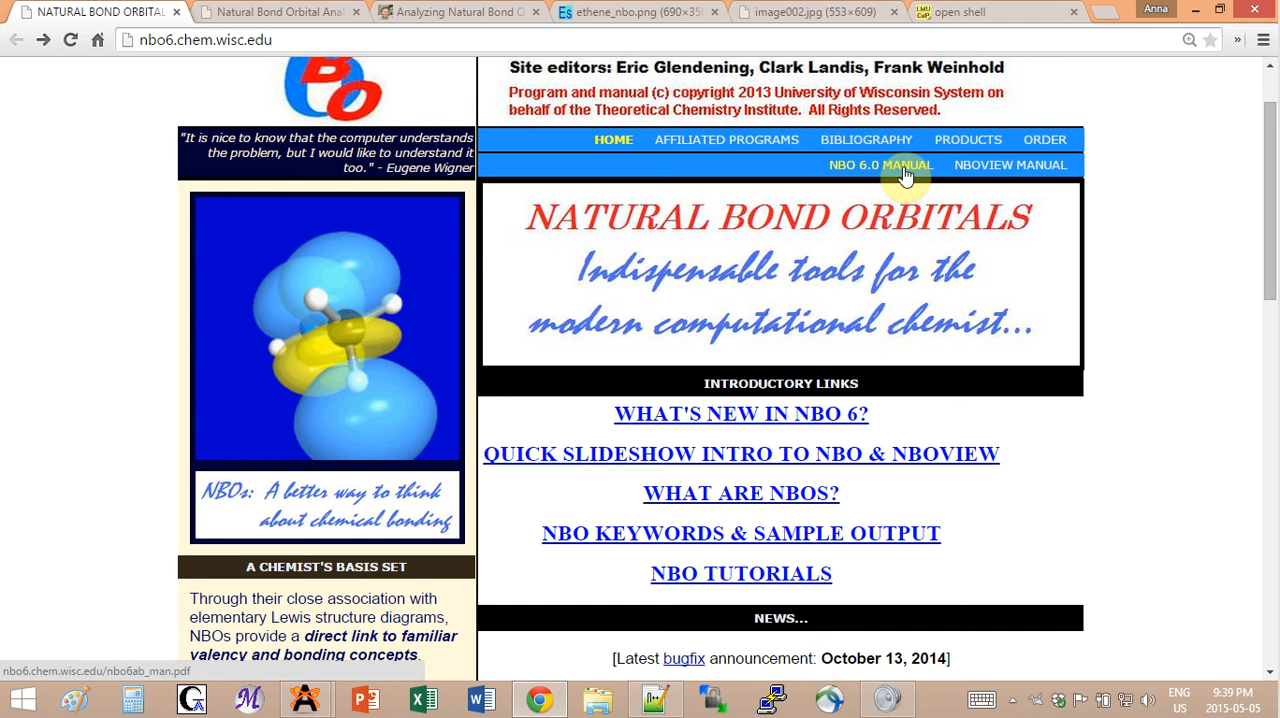 NATURAL BOND ORBITAL
Natural Bond Orbital Anal
Analyzing Natural Bond O
ethene_nbo.png (690×350
image002.jpg (553×609)
open shell
Anna
nbo6.chem.wisc.edu
Site editors: Eric Glendening, Clark Landis, Frank Weinhold
Program and manual (c) copyright 2013 University of Wisconsin System on
behalf of the Theoretical Chemistry Institute. All Rights Reserved.
"It is nice to know that the computer understands
the problem, but I would like to understand it
too." - Eugene Wigner
HOME AFFILIATED PROGRAMS BIBLIOGRAPHY PRODUCTS ORDER
NBO 6.0 MANUAL NBOVIEW MANUAL
NATURAL BOND ORBITALS
Indispensable tools for the
modern computational chemist...
INTRODUCTORY LINKS
WHAT'S NEW IN NBO 6?
QUICK SLIDESHOW INTRO TO NBO & NBOVIEW
WHAT ARE NBOS?
NBO KEYWORDS & SAMPLE OUTPUT
NBO TUTORIALS
NEWS...
[Latest bugfix announcement: October 13, 2014]
NBOs: A better way to think
about chemical bonding
A CHEMIST'S BASIS SET
Through their close association with
elementary Lewis structure diagrams,
NBOs provide a direct link to familiar
valency and bonding concepts,
nbo6.chem.wisc.edu/nbo6ab_man.pdf
ENG
US
9:39 PM
2015-05-05